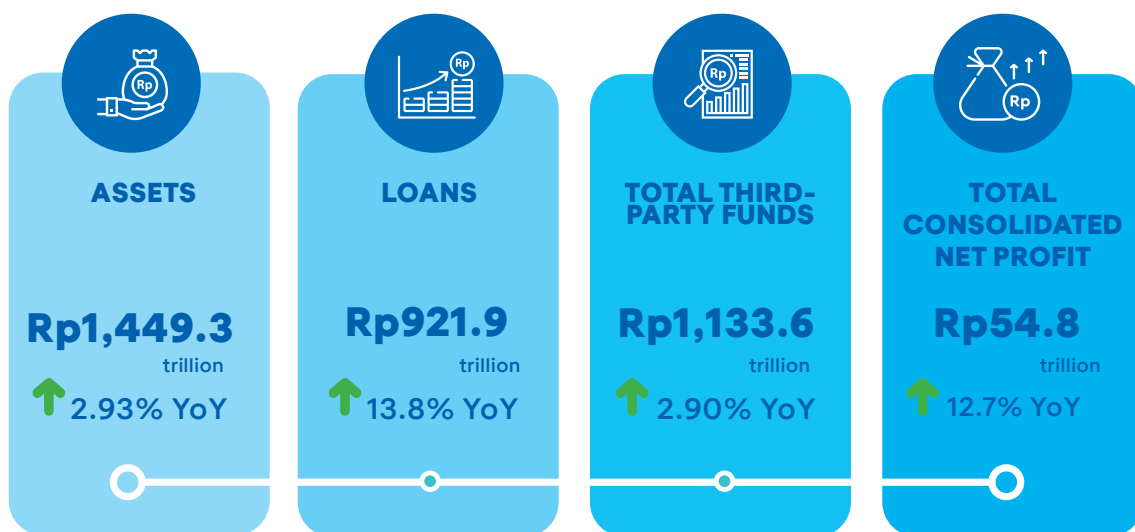 Rp
ASSETS
Rp1,449.3
trillion
2.93% YoY
Rp
LOANS
Rp921.9
trillion
13.8% YoY
Rp
TOTAL THIRD-
PARTY FUNDS
Rp1,133.6
trillion
2.90% YoY
Rp
TOTAL
CONSOLIDATED
NET PROFIT
Rp54.8
trillion
12.7% YoY